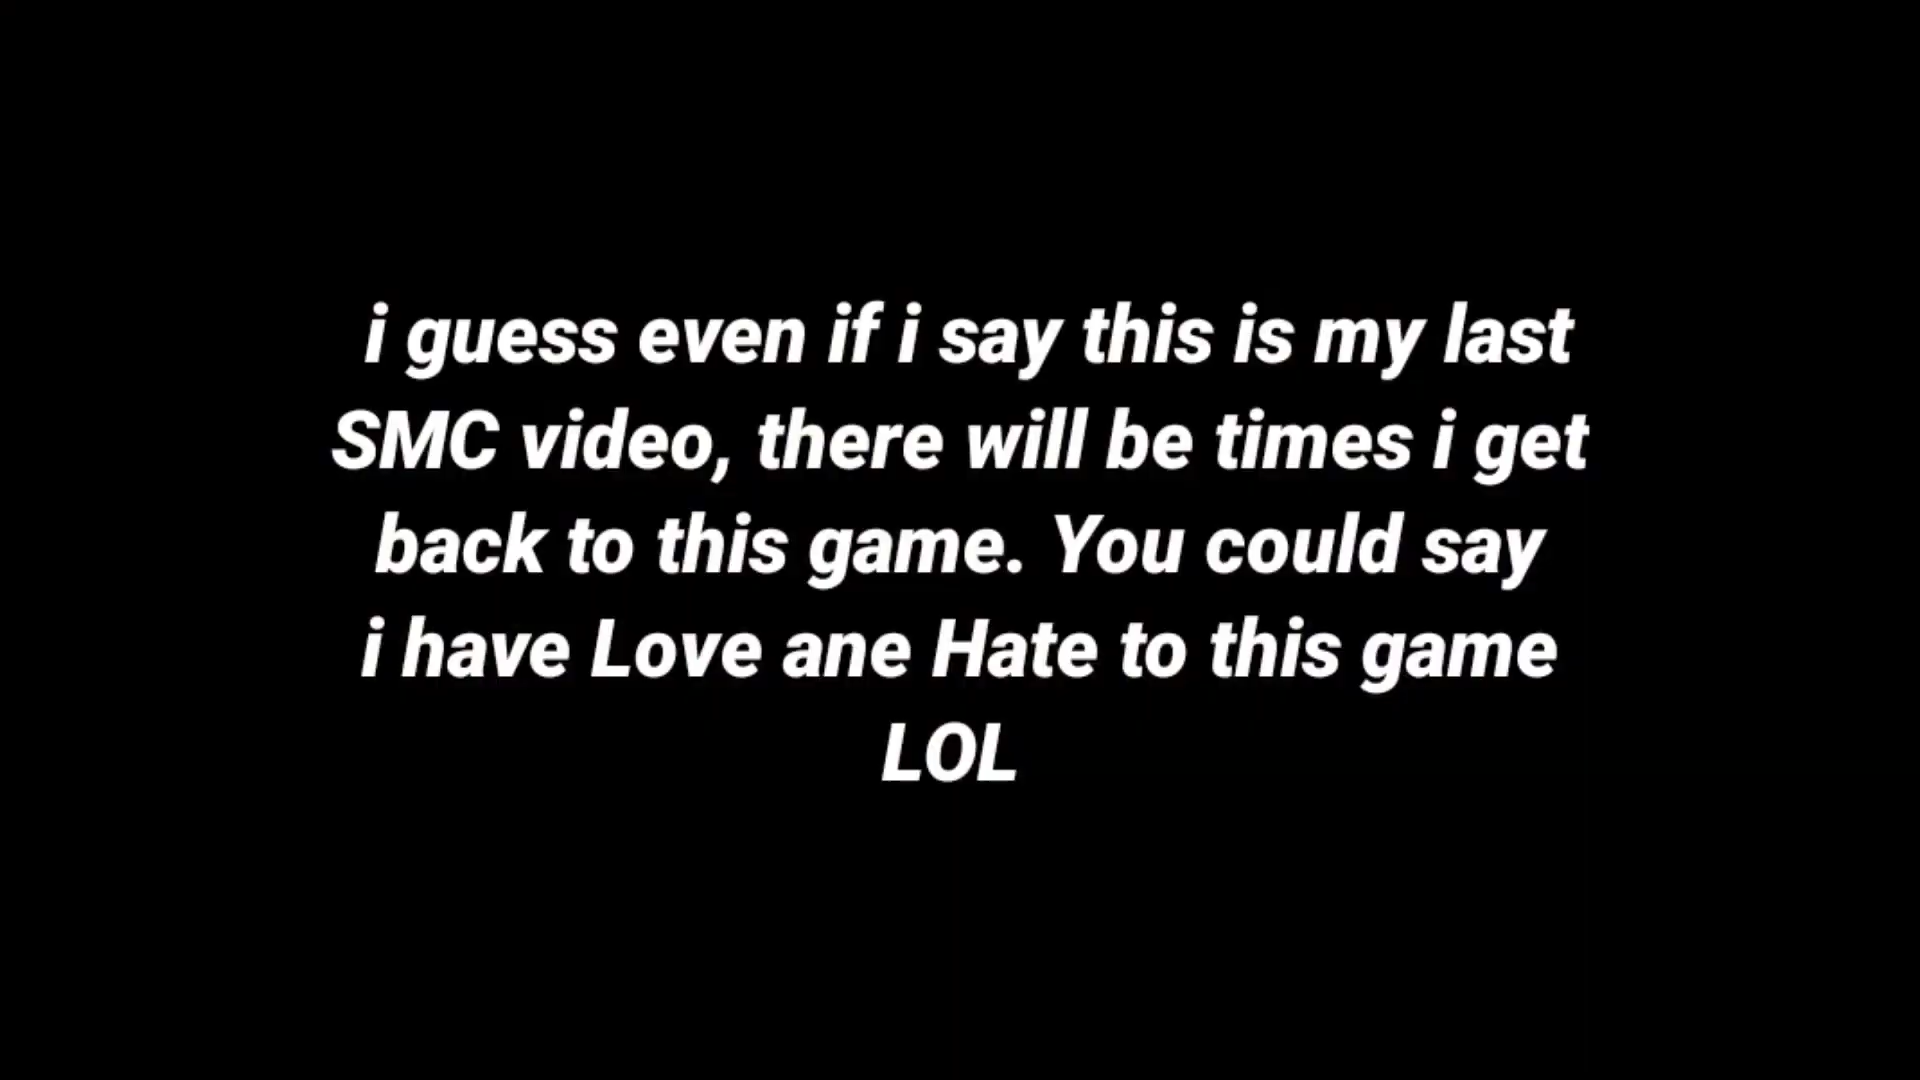 i guess even if i say this is my last
SMC video, there will be times i get
back to this game. You could say
i have Love ane Hate to this game
LOL